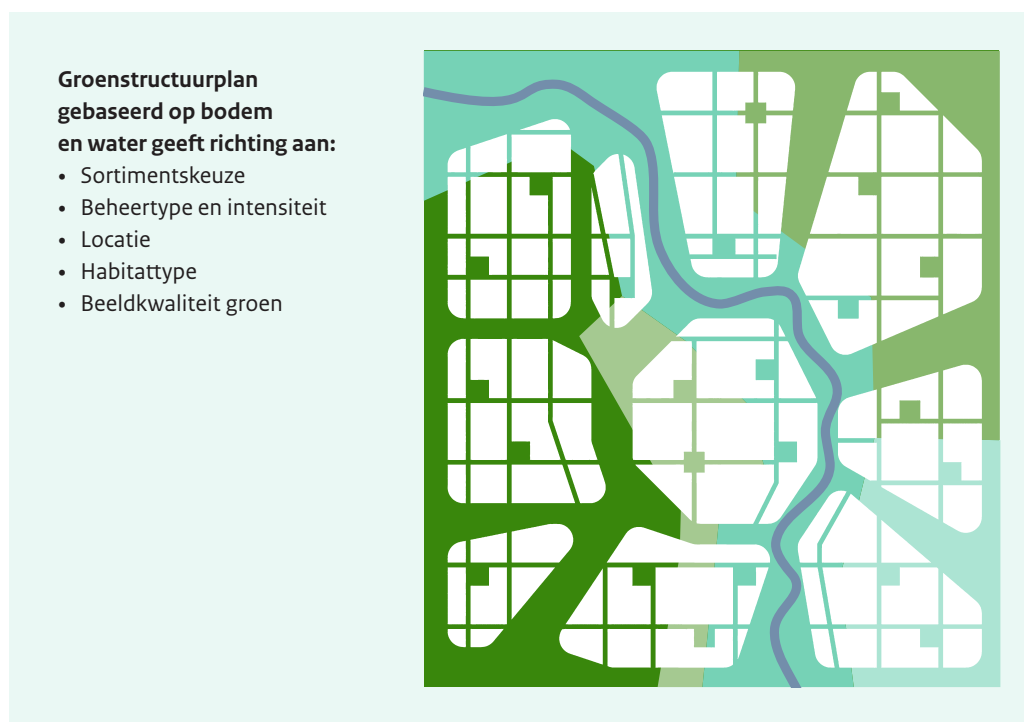 Groenstructuurplan
gebaseerd op bodem
en water geeft richting aan:
• Sortimentskeuze
• Beheertype en intensiteit
• Locatie
• Habitattype
• Beeldkwaliteit groen